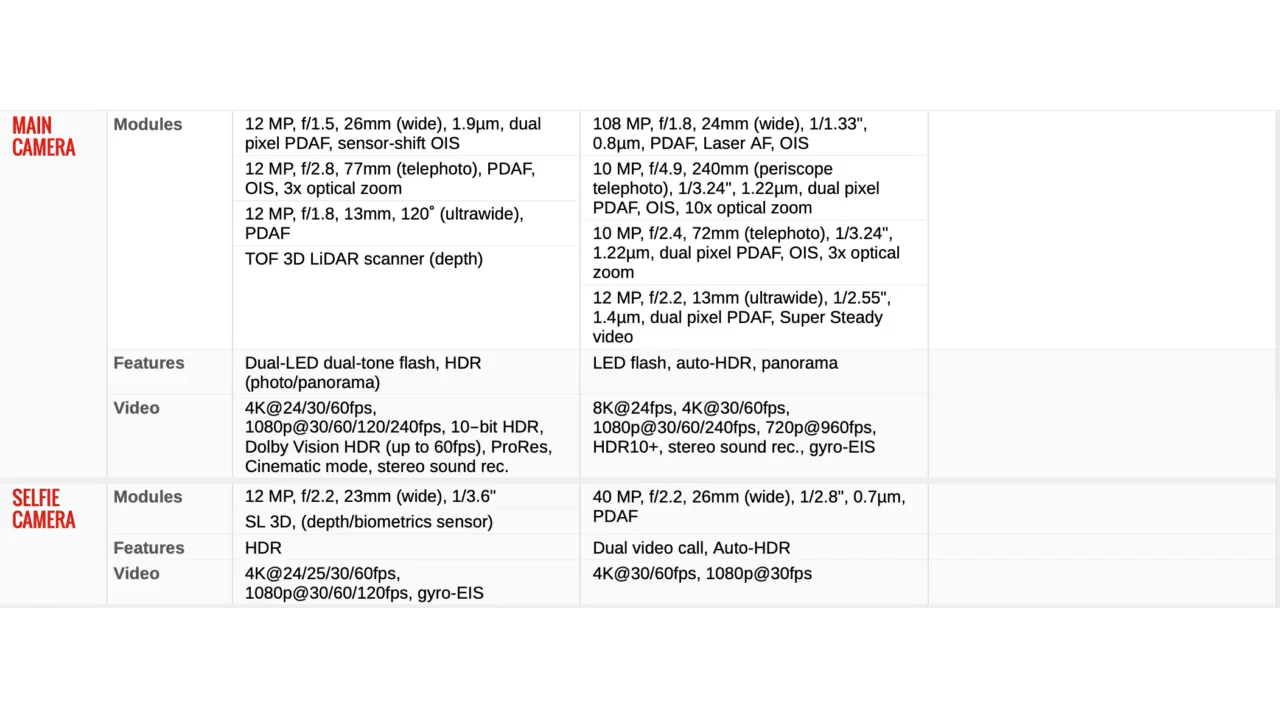 MAIN
CAMERA
Modules
12 MP, f/1.5, 26mm (wide), 1.9µm, dual
pixel PDAF, sensor-shift OIS
12 MP, f/2.8, 77mm (telephoto), PDAF,
OIS, 3x optical zoom
12 MP, f/1.8, 13mm, 120˚ (ultrawide),
PDAF
TOF 3D LiDAR scanner (depth)
108 MP, f/1.8, 24mm (wide), 1/1.33",
0.8µm, PDAF, Laser AF, OIS
10 MP, f/4.9, 240mm (periscope
telephoto), 1/3.24", 1.22µm, dual pixel
PDAF, OIS, 10x optical zoom
10 MP, f/2.4, 72mm (telephoto), 1/3.24",
1.22µm, dual pixel PDAF, OIS, 3x optical
zoom
12 MP, f/2.2, 13mm (ultrawide), 1/2.55",
1.4µm, dual pixel PDAF, Super Steady
video
Features
Dual-LED dual-tone flash, HDR
(photo/panorama)
LED flash, auto-HDR, panorama
Video
4K@24/30/60fps,
1080p@30/60/120/240fps, 10‑bit HDR,
Dolby Vision HDR (up to 60fps), ProRes,
Cinematic mode, stereo sound rec.
8K@24fps, 4K@30/60fps,
1080p@30/60/240fps, 720p@960fps,
HDR10+, stereo sound rec., gyro-EIS
SELFIE
CAMERA
Modules
12 MP, f/2.2, 23mm (wide), 1/3.6"
SL 3D, (depth/biometrics sensor)
40 MP, f/2.2, 26mm (wide), 1/2.8", 0.7µm,
PDAF
Features
HDR
Dual video call, Auto-HDR
Video
4K@24/25/30/60fps,
1080p@30/60/120fps, gyro-EIS
4K@30/60fps, 1080p@30fps